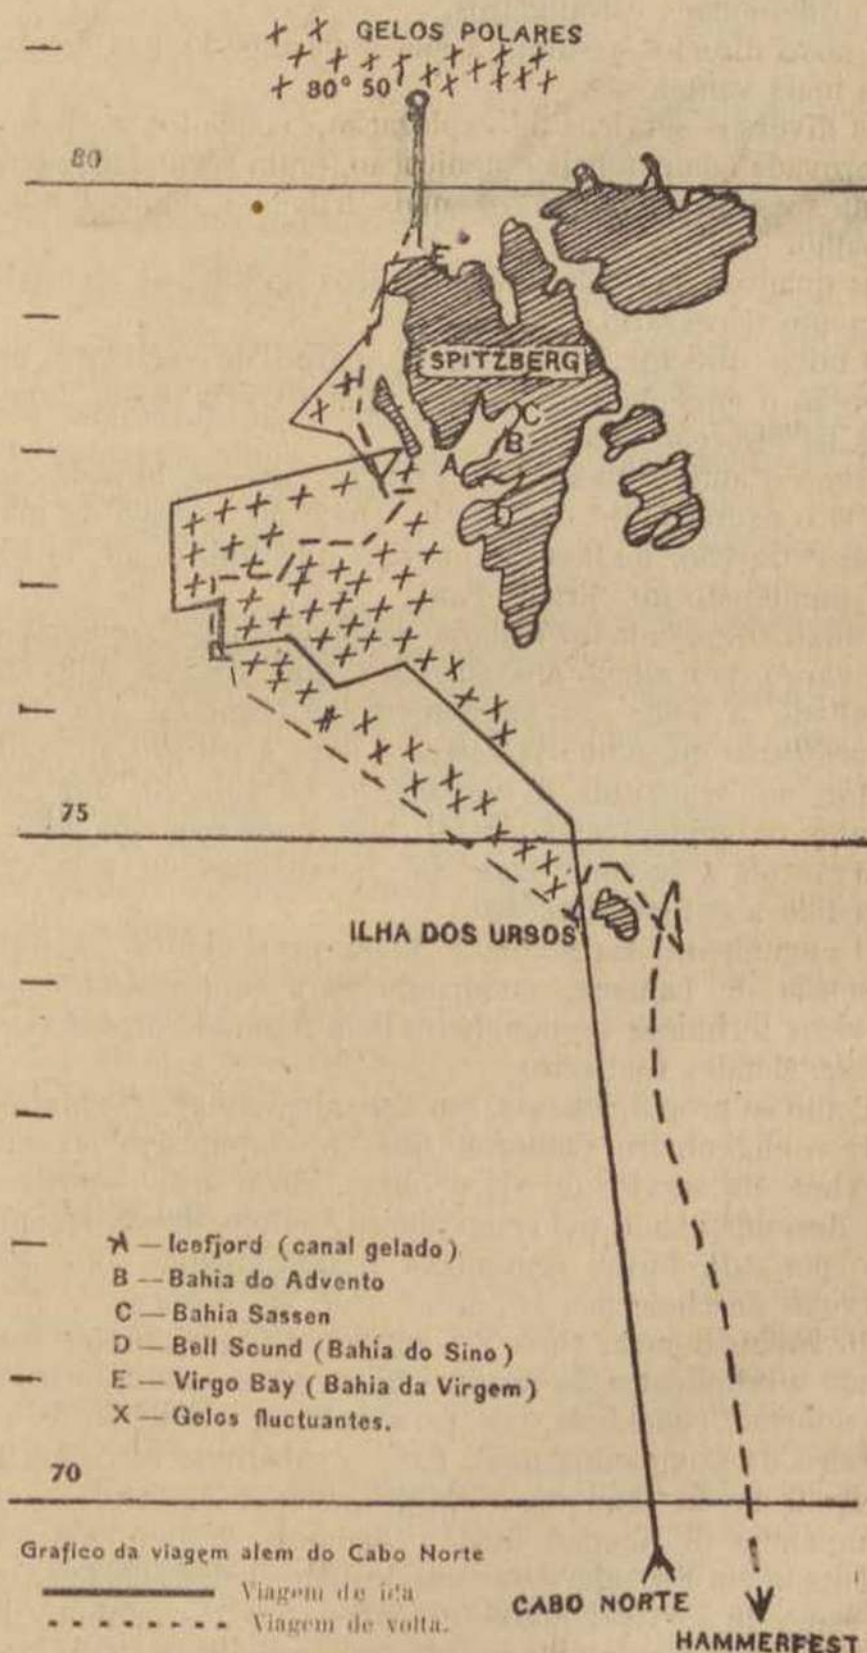 GELOS POLARES
80° 50'
80
E
SPITZBERG
C
B
A
D
75
ILHA DOS URSOS
A — Icefjord (canal gelado)
B — Bahia do Advento
C — Bahia Sassen
D — Bell Sound (Bahia do Sino)
E — Virgo Bay (Bahia da Virgem)
X — Gelos fluctuantes.
70
Grafico da viagem alem do Cabo Norte
Viagem de ida
Viagem de volta.
CABO NORTE
HAMMERFEST